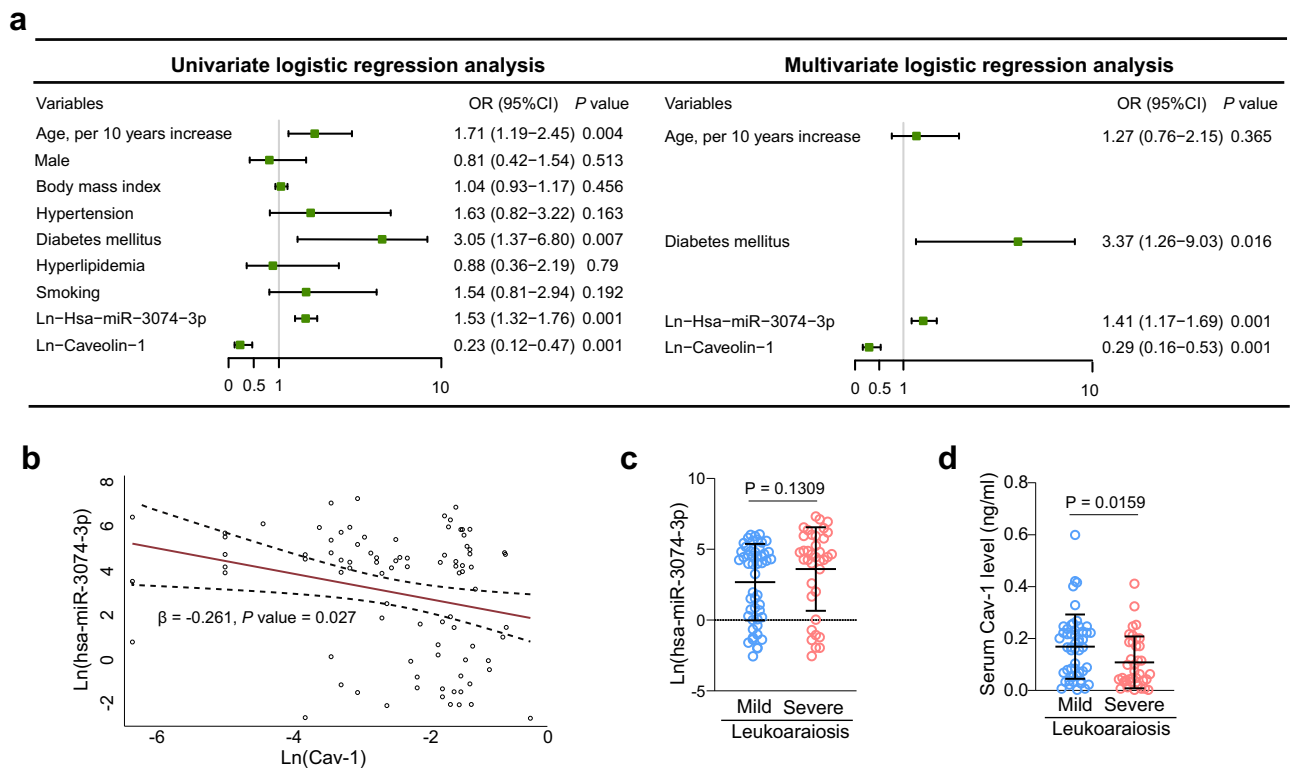 a
Univariate logistic regression analysis
Multivariate logistic regression analysis
Variables OR (95%CI) P value
Age, per 10 years increase 1.71 (1.19−2.45) 0.004
Male 0.81 (0.42−1.54) 0.513
Body mass index 1.04 (0.93−1.17) 0.456
Hypertension 1.63 (0.82−3.22) 0.163
Diabetes mellitus 3.05 (1.37−6.80) 0.007
Hyperlipidemia 0.88 (0.36−2.19) 0.79
Smoking 1.54 (0.81−2.94) 0.192
Ln−Hsa−miR−3074−3p 1.53 (1.32−1.76) 0.001
Ln−Caveolin−1 0.23 (0.12−0.47) 0.001
0 0.5 1 10
Variables OR (95%CI) P value
Age, per 10 years increase 1.27 (0.76−2.15) 0.365
Diabetes mellitus 3.37 (1.26−9.03) 0.016
Ln−Hsa−miR−3074−3p 1.41 (1.17−1.69) 0.001
Ln−Caveolin−1 0.29 (0.16−0.53) 0.001
0 0.5 1 10
b
Ln(hsa-miR-3074-3p)
8
6
4
2
0
-2
β = -0.261, P value = 0.027
-6 -4 -2 0
Ln(Cav-1)
c
Ln(hsa-miR-3074-3p)
10
5
0
-5
P = 0.1309
Mild Severe
Leukoaraiosis
d
Serum Cav-1 level (ng/ml)
0.8
0.6
0.4
0.2
0.0
P = 0.0159
Mild Severe
Leukoaraiosis